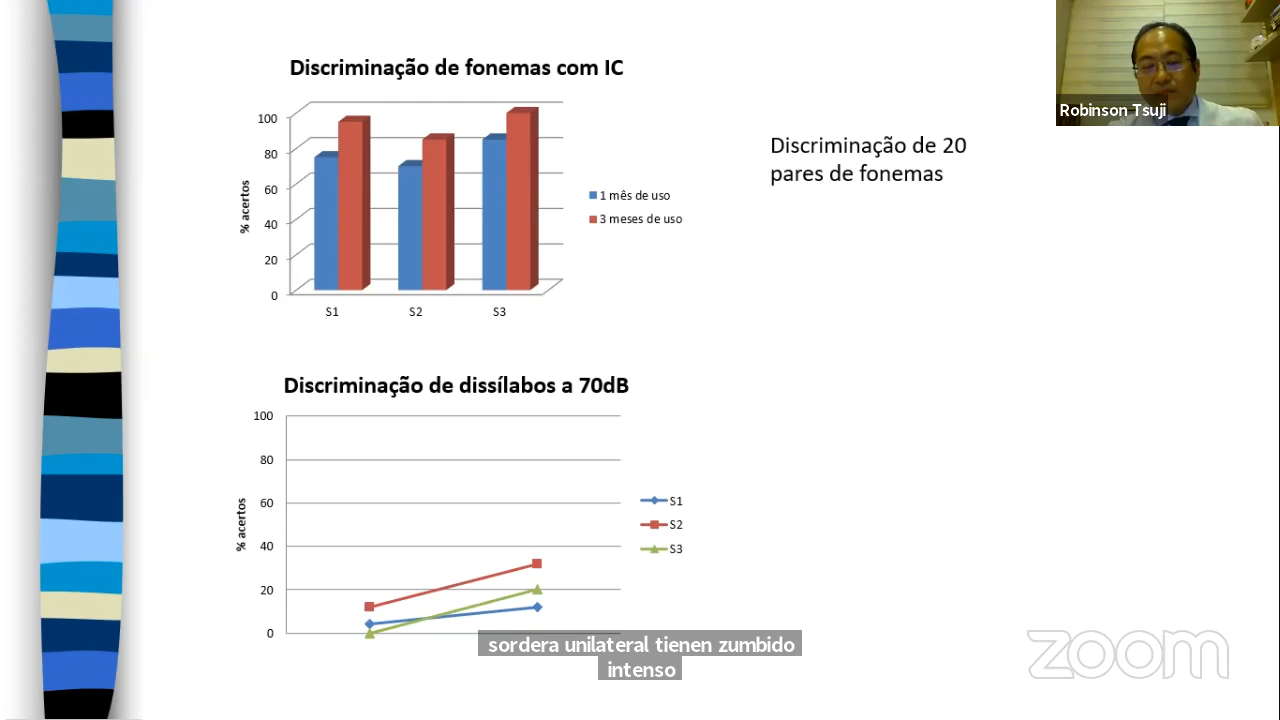 Robinson Tsuji
Discriminação de fonemas com IC
% acertos
100
80
60
40
20
0
S1 S2 S3
1 mês de uso
3 meses de uso
Discriminação de 20
pares de fonemas
Discriminação de dissílabos a 70dB
% acertos
100
80
60
40
20
0
S1
S2
S3
sordera unilateral tienen zumbido
intenso
zoom